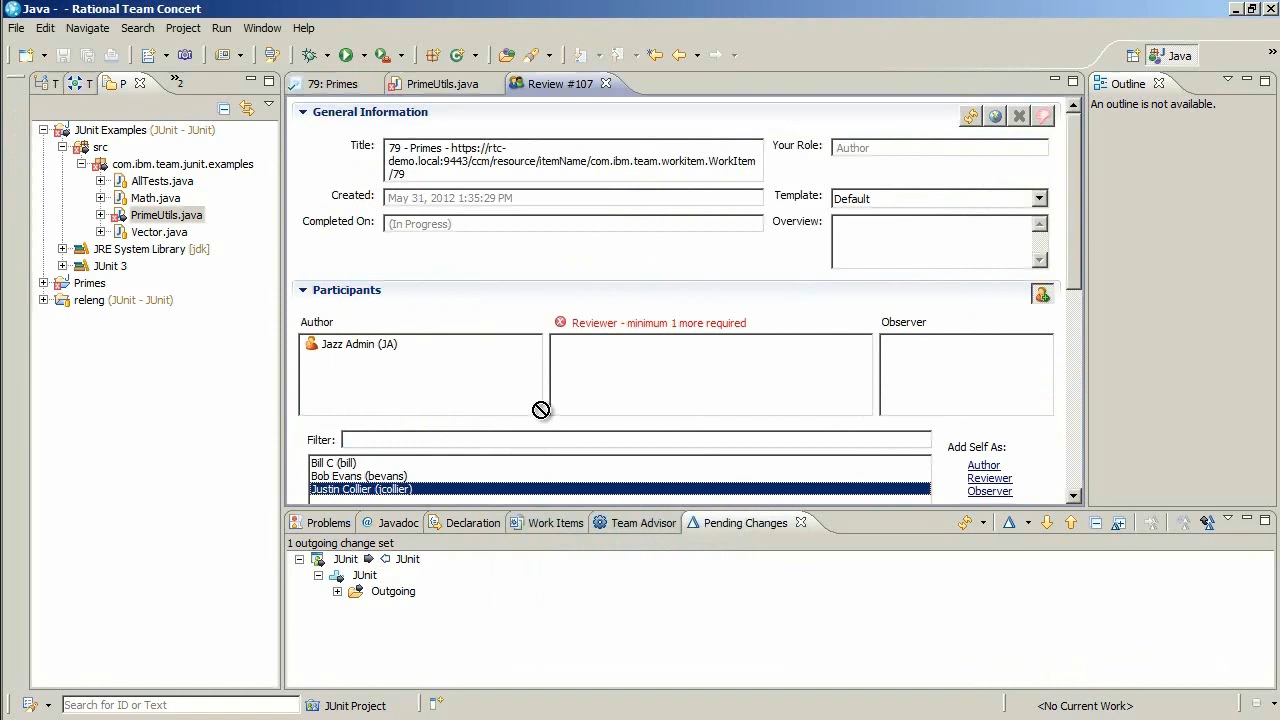 Java - - Rational Team Concert
File Edit Navigate Search Project Run Window Help
Java
T T P 2
79: Primes PrimeUtils.java Review #107
Outline
An outline is not available.
JUnit Examples (JUnit - JUnit)
src
com.ibm.team.junit.examples
AllTests.java
Math.java
PrimeUtils.java
Vector.java
JRE System Library [jdk]
JUnit 3
Primes
releng (JUnit - JUnit)
General Information
Title: 79 - Primes - https://rtc-
demo.local:9443/ccm/resource/itemName/com.ibm.team.workitem.WorkItem
/79
Your Role: Author
Created: May 31, 2012 1:35:29 PM
Template: Default
Completed On: (In Progress)
Overview:
Participants
Author Reviewer - minimum 1 more required Observer
Jazz Admin (JA)
Filter:
Bill C (bill)
Bob Evans (bevans)
Justin Collier (jcollier)
Add Self As:
Author
Reviewer
Observer
Problems Javadoc Declaration Work Items Team Advisor Pending Changes
1 outgoing change set
JUnit JUnit
JUnit
Outgoing
Search for ID or Text JUnit Project <No Current Work>